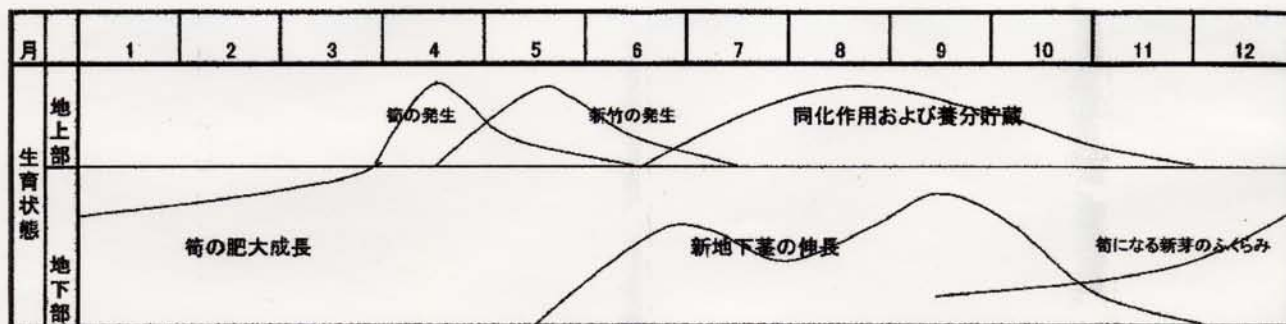 月 1 2 3 4 5 6 7 8 9 10 11 12
生育状態
地上部
筍の発生 新竹の発生 同化作用および養分貯蔵
地下部
筍の肥大成長 新地下茎の伸長 筍になる新芽のふくらみ